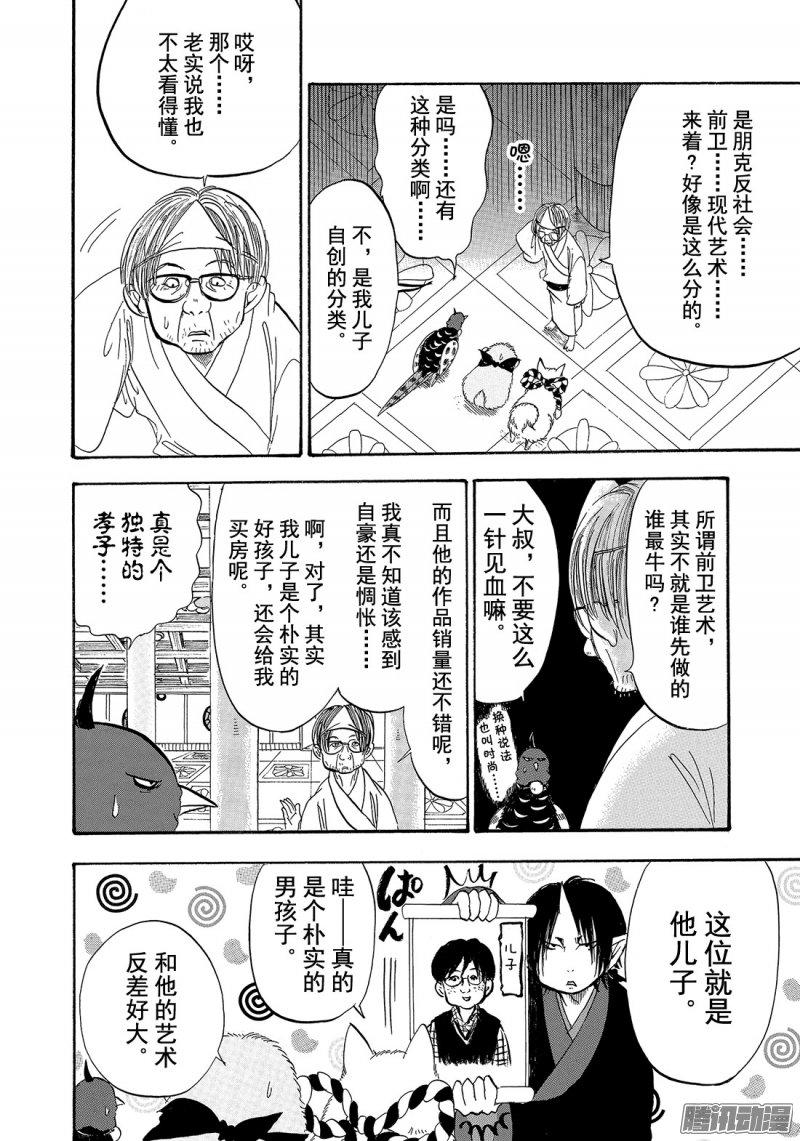 是朋克反社会……
前卫……现代艺术……
来着？好像是这么分的。
嗯……
是吗……还有
这种分类啊……
不，是我儿子
自创的分类。
哎呀，
那个……
老实说我也
不太看得懂。
所谓前卫艺术，
其实不就是谁先做的
谁最牛吗？
大叔，不要这么
一针见血嘛。
换种说法
也叫时尚…
而且他的作品销量还不错呢，
我真不知道该感到
自豪还是惆怅……
啊，对了，其实
我儿子是个朴实的
好孩子，还会给我
买房呢。
真是个
独特的
孝子……
这位就是
他儿子。
儿子
ぱん
哇——真的
是个朴实的
男孩子。
和他的艺术
反差好大。
腾讯动漫